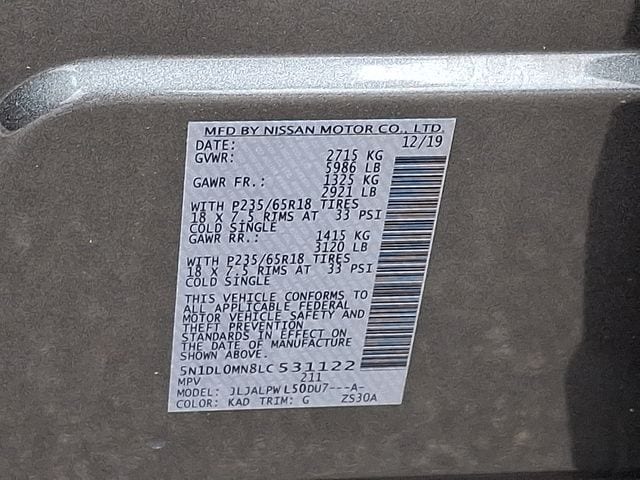 MFD BY NISSAN MOTOR CO., LTD.
DATE: 12/19
GVWR: 2715 KG
5986 LB
GAWR FR.: 1325 KG
2921 LB
WITH P235/65R18 TIRES
18 X 7.5 RIMS AT 33 PSI
COLD SINGLE
GAWR RR.: 1415 KG
3120 LB
WITH P235/65R18 TIRES
18 X 7.5 RIMS AT 33 PSI
COLD SINGLE
THIS VEHICLE CONFORMS TO
ALL APPLICABLE FEDERAL
MOTOR VEHICLE SAFETY AND
THEFT PREVENTION
STANDARDS IN EFFECT ON
THE DATE OF MANUFACTURE
SHOWN ABOVE.
5N1DL0MN8LC531122
MPV 211
MODEL: JLJALPWL50DU7---A-
COLOR: KAD TRIM: G ZS30A